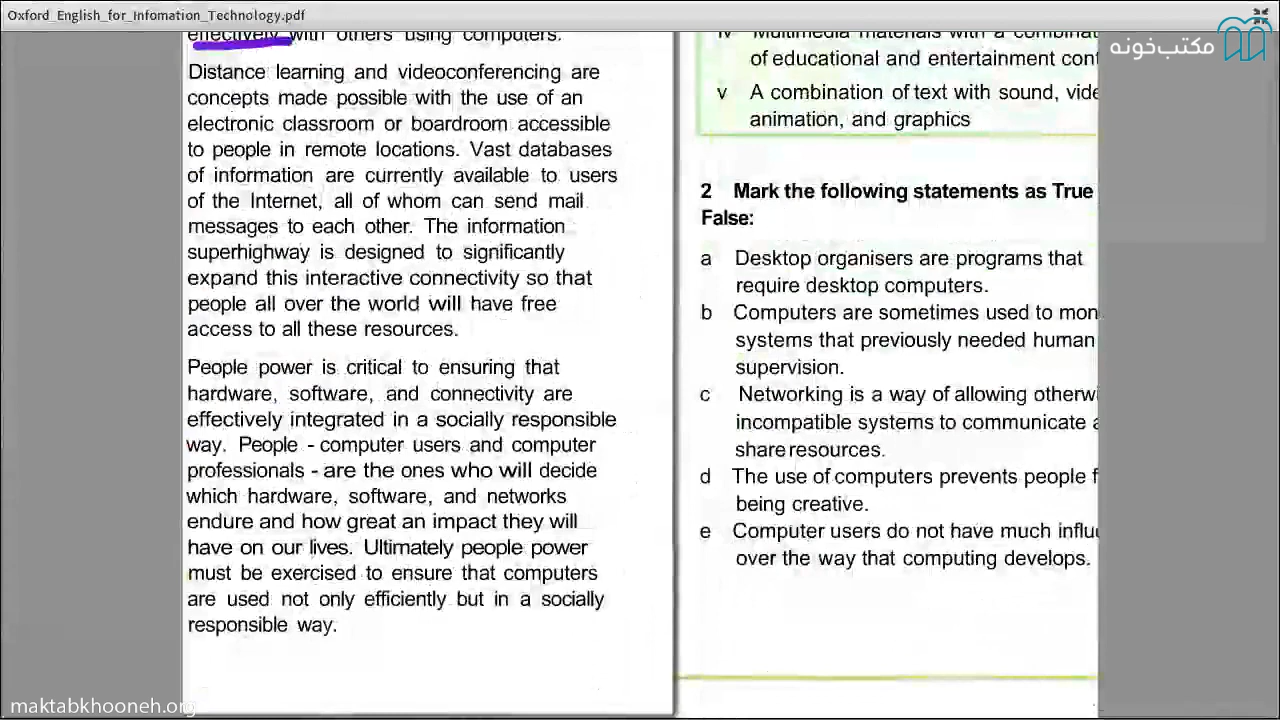 Oxford_English_for_Infomation_Technology.pdf
مکتب‌خونه
effectively with others using computers.
Distance learning and videoconferencing are
concepts made possible with the use of an
electronic classroom or boardroom accessible
to people in remote locations. Vast databases
of information are currently available to users
of the Internet, all of whom can send mail
messages to each other. The information
superhighway is designed to significantly
expand this interactive connectivity so that
people all over the world will have free
access to all these resources.
People power is critical to ensuring that
hardware, software, and connectivity are
effectively integrated in a socially responsible
way. People - computer users and computer
professionals - are the ones who will decide
which hardware, software, and networks
endure and how great an impact they will
have on our lives. Ultimately people power
must be exercised to ensure that computers
are used not only efficiently but in a socially
responsible way.
iv Multimedia materials with a combinat
of educational and entertainment cont
v A combination of text with sound, vide
animation, and graphics
2 Mark the following statements as True
False:
a Desktop organisers are programs that
require desktop computers.
b Computers are sometimes used to mon
systems that previously needed human
supervision.
c Networking is a way of allowing otherwi
incompatible systems to communicate a
share resources.
d The use of computers prevents people f
being creative.
e Computer users do not have much influ
over the way that computing develops.
maktabkhooneh.org